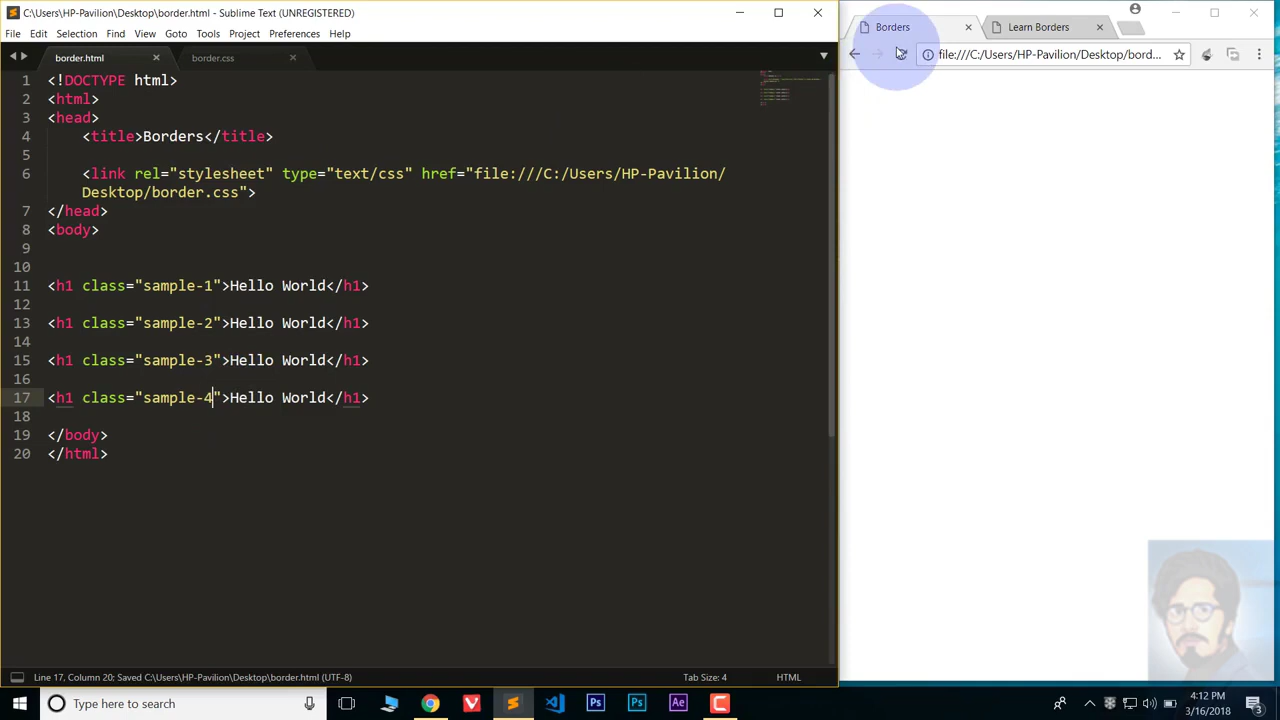 C:\Users\HP-Pavilion\Desktop\border.html - Sublime Text (UNREGISTERED)
File Edit Selection Find View Goto Tools Project Preferences Help
border.html border.css
1 <!DOCTYPE html>
2 <html>
3 <head>
4 <title>Borders</title>
5
6 <link rel="stylesheet" type="text/css" href="file:///C:/Users/HP-Pavilion/
Desktop/border.css">
7 </head>
8 <body>
9
10
11 <h1 class="sample-1">Hello World</h1>
12
13 <h1 class="sample-2">Hello World</h1>
14
15 <h1 class="sample-3">Hello World</h1>
16
17 <h1 class="sample-4">Hello World</h1>
18
19 </body>
20 </html>
Line 17, Column 20; Saved C:\Users\HP-Pavilion\Desktop\border.html (UTF-8) Tab Size: 4 HTML
Borders Learn Borders
file:///C:/Users/HP-Pavilion/Desktop/bord...
Type here to search
Ps Ps Ae
4:12 PM
3/16/2018
3